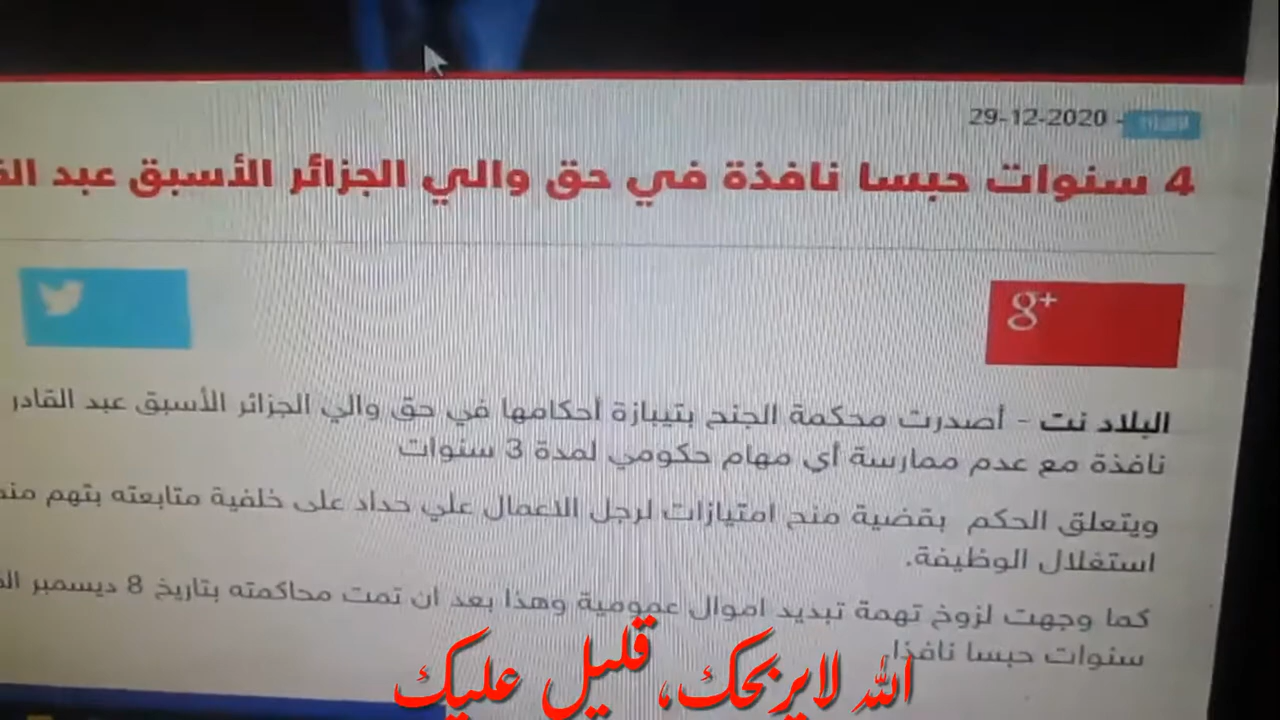 29-12-2020 -
4 سنوات حبسا نافذة في حق والي الجزائر الأسبق عبد
g+
البلاد نت - أصدرت محكمة الجنح بتيبازة أحكامها في حق والي الجزائر الأسبق عبد القادر
نافذة مع عدم ممارسة أي مهام حكومي لمدة 3 سنوات
ويتعلق الحكم بقضية منح امتيازات لرجل الاعمال علي حداد على خلفية متابعته بتهم
استغلال الوظيفة.
كما وجهت لزوخ تهمة تبديد اموال عمومية وهذا بعد ان تمت محاكمته بتاريخ 8 ديسمبر
سنوات حبسا نافذا.
الله لايربحك، قليل عليك